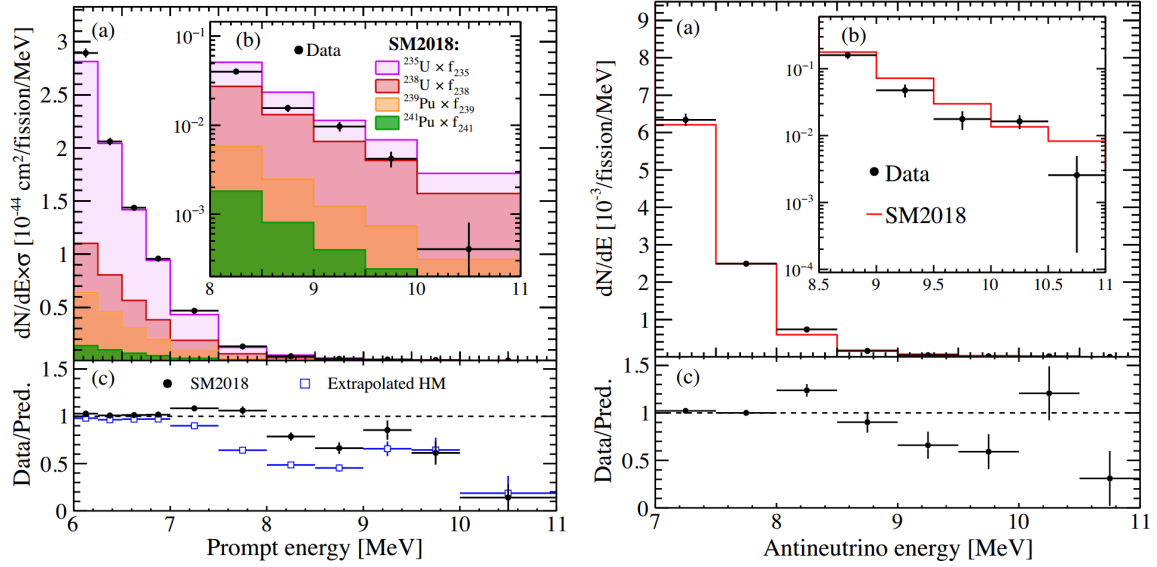 (a)
(b)
Data
SM2018:
²³⁵U × f₂₃₅
²³⁸U × f₂₃₈
²³⁹Pu × f₂₃₉
²⁴¹Pu × f₂₄₁
10⁻¹
10⁻²
10⁻³
8 9 10 11
3
2.5
2
1.5
1
0.5
0
dN/dE×σ [10⁻⁴⁴ cm²/fission/MeV]
(c)
SM2018
Extrapolated HM
1.5
1
0.5
0
Data/Pred.
6 7 8 9 10 11
Prompt energy [MeV]
(a)
(b)
10⁻¹
10⁻²
10⁻³
10⁻⁴
Data
SM2018
8.5 9 9.5 10 10.5 11
9
8
7
6
5
4
3
2
1
dN/dE [10⁻³/fission/MeV]
(c)
1.5
1
0.5
0
Data/Pred.
7 8 9 10 11
Antineutrino energy [MeV]